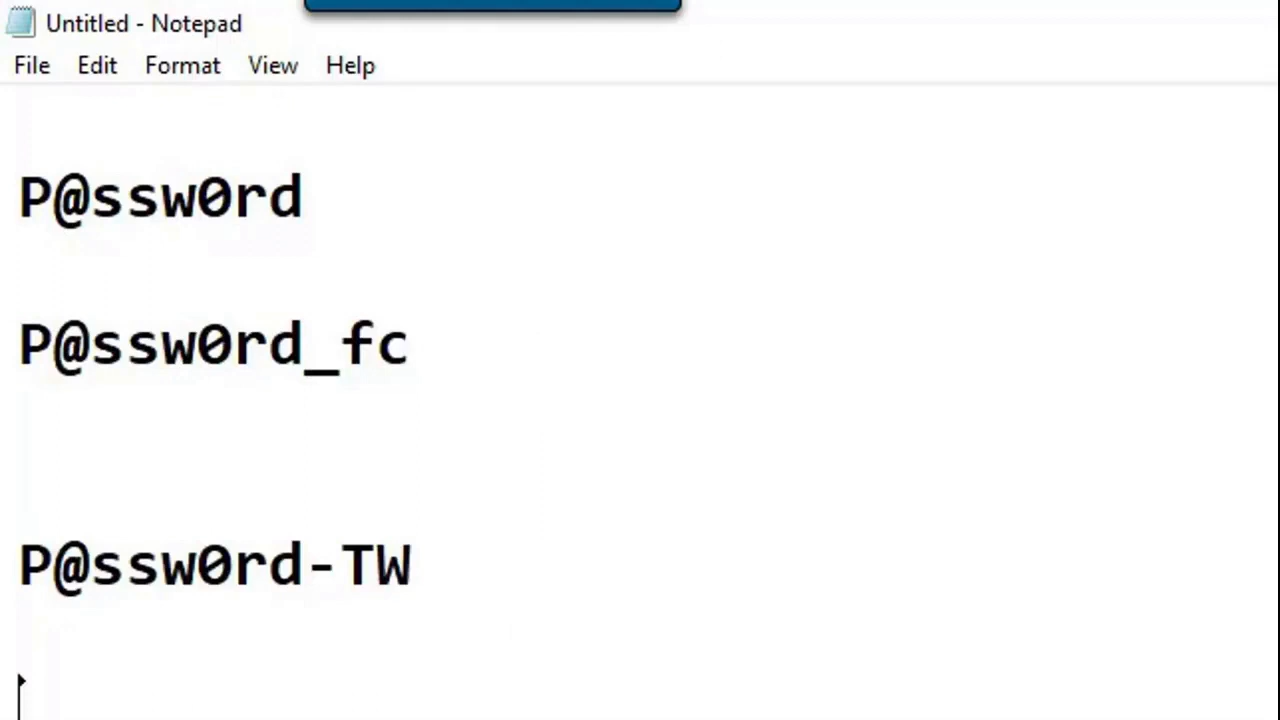 Untitled - Notepad
File Edit Format View Help
P@ssw0rd
P@ssw0rd_fc
P@ssw0rd-TW